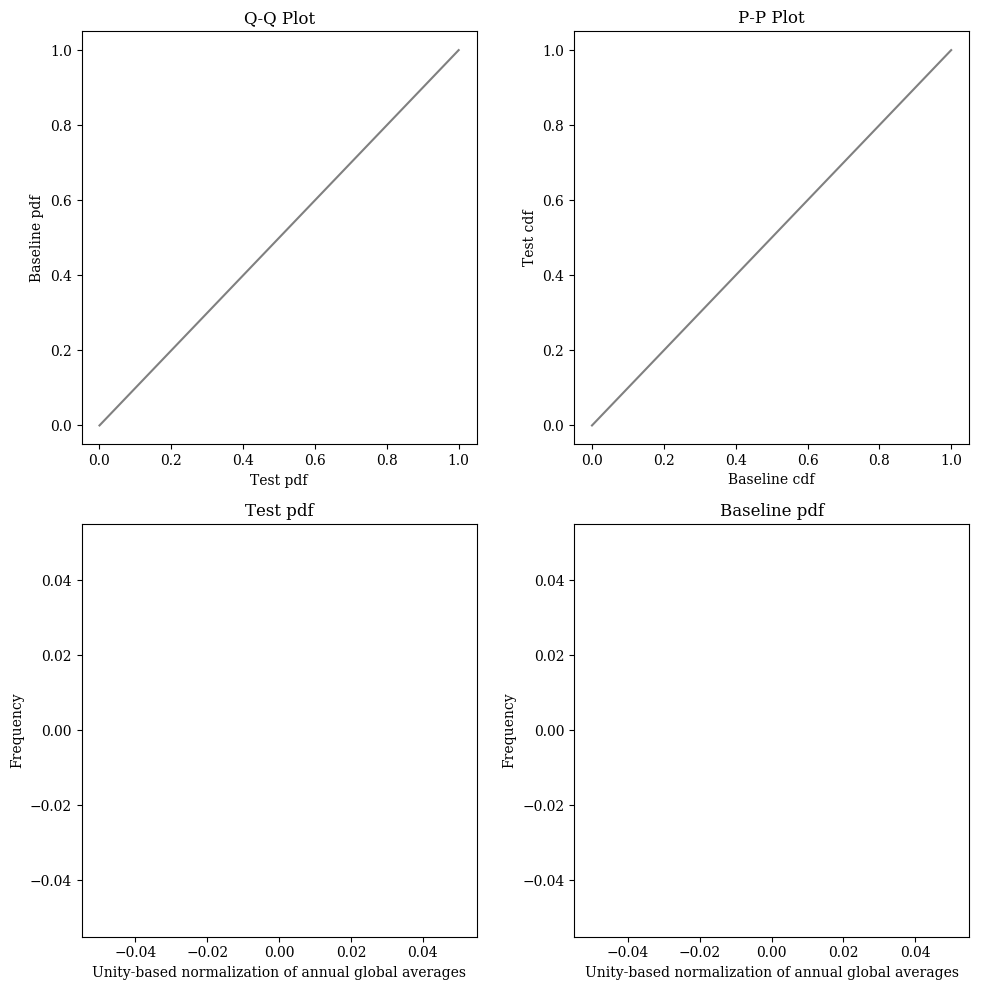 Q-Q Plot
1.0
0.8
0.6
0.4
0.2
0.0
Baseline pdf
0.0 0.2 0.4 0.6 0.8 1.0
Test pdf
P-P Plot
1.0
0.8
0.6
0.4
0.2
0.0
Test cdf
0.0 0.2 0.4 0.6 0.8 1.0
Baseline cdf
Test pdf
0.04
0.02
0.00
−0.02
−0.04
Frequency
−0.04 −0.02 0.00 0.02 0.04
Unity-based normalization of annual global averages
Baseline pdf
0.04
0.02
0.00
−0.02
−0.04
Frequency
−0.04 −0.02 0.00 0.02 0.04
Unity-based normalization of annual global averages